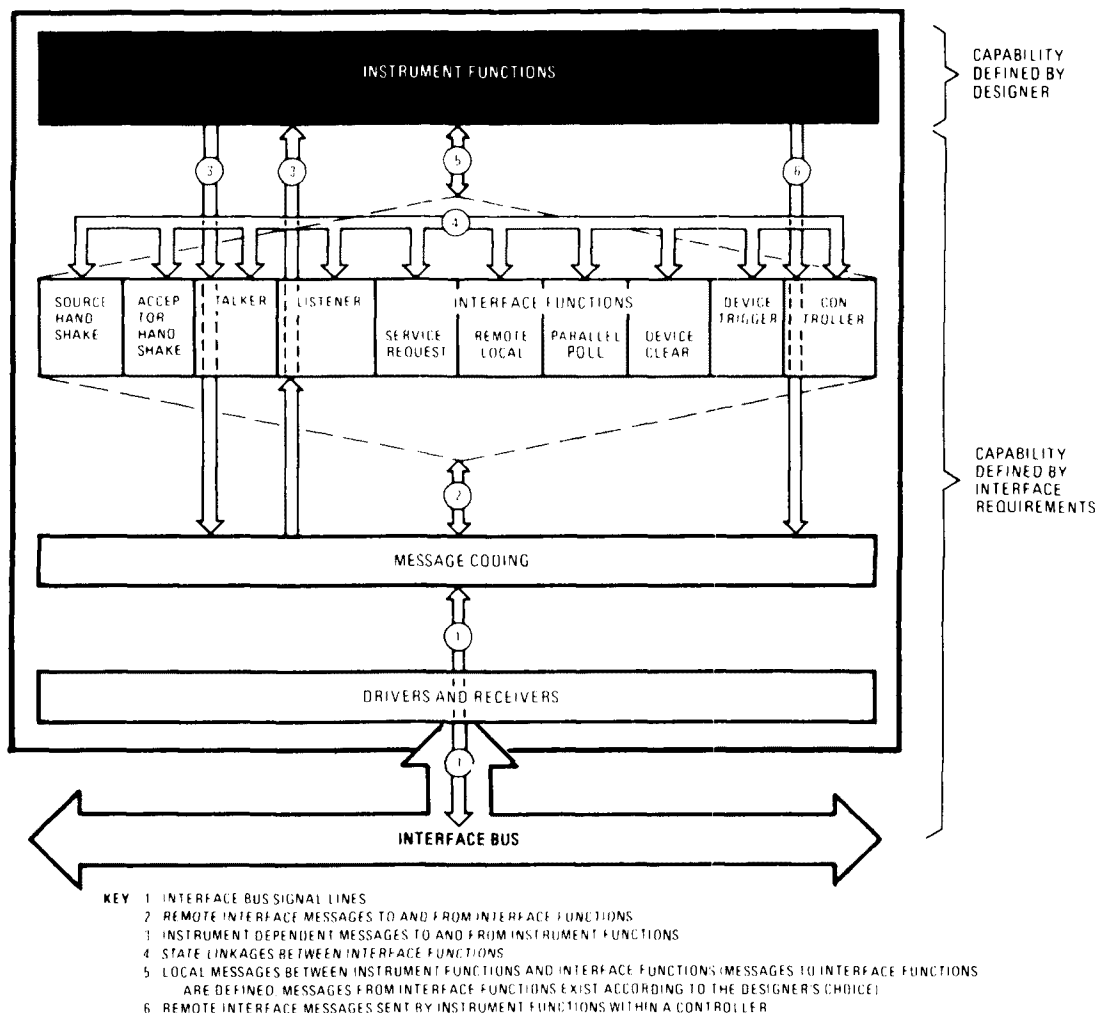 INSTRUMENT FUNCTIONS
CAPABILITY
DEFINED BY
DESIGNER
3
3
5
6
4
SOURCE
HAND
SHAKE
ACCEP
TOR
HAND
SHAKE
TALKER
LISTENER
INTERFACE FUNCTIONS
SERVICE
REQUEST
REMOTE
LOCAL
PARALLEL
POLL
DEVICE
CLEAR
DEVICE
TRIGGER
CON
TROLLER
2
CAPABILITY
DEFINED BY
INTERFACE
REQUIREMENTS
MESSAGE CODING
1
DRIVERS AND RECEIVERS
1
INTERFACE BUS
KEY 1 INTERFACE BUS SIGNAL LINES
2 REMOTE INTERFACE MESSAGES TO AND FROM INTERFACE FUNCTIONS
3 INSTRUMENT DEPENDENT MESSAGES TO AND FROM INSTRUMENT FUNCTIONS
4 STATE LINKAGES BETWEEN INTERFACE FUNCTIONS
5 LOCAL MESSAGES BETWEEN INSTRUMENT FUNCTIONS AND INTERFACE FUNCTIONS (MESSAGES TO INTERFACE FUNCTIONS
ARE DEFINED, MESSAGES FROM INTERFACE FUNCTIONS EXIST ACCORDING TO THE DESIGNER'S CHOICE)
6 REMOTE INTERFACE MESSAGES SENT BY INSTRUMENT FUNCTIONS WITHIN A CONTROLLER